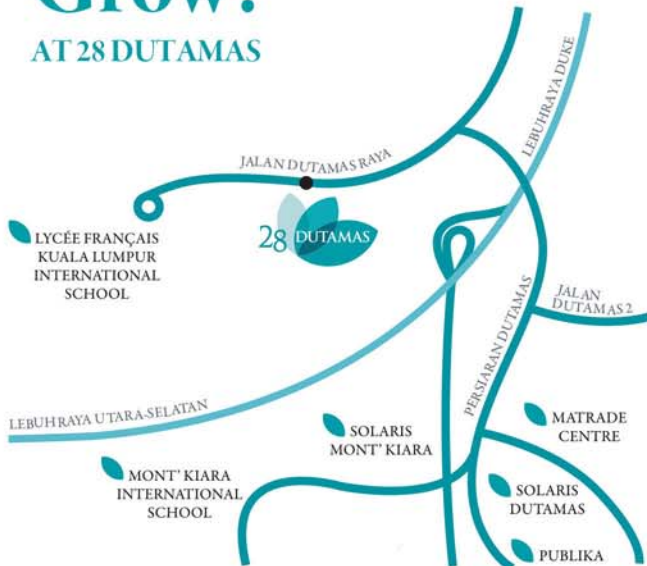 Grow!
AT 28 DUTAMAS
LEBUHRAYA DUKE
JALAN DUTAMAS RAYA
28 DUTAMAS
LYCÉE FRANÇAIS
KUALA LUMPUR
INTERNATIONAL
SCHOOL
JALAN
DUTAMAS 2
PERSIARAN DUTAMAS
LEBUHRAYA UTARA-SELATAN
SOLARIS
MONT' KIARA
MATRADE
CENTRE
MONT' KIARA
INTERNATIONAL
SCHOOL
SOLARIS
DUTAMAS
PUBLIKA